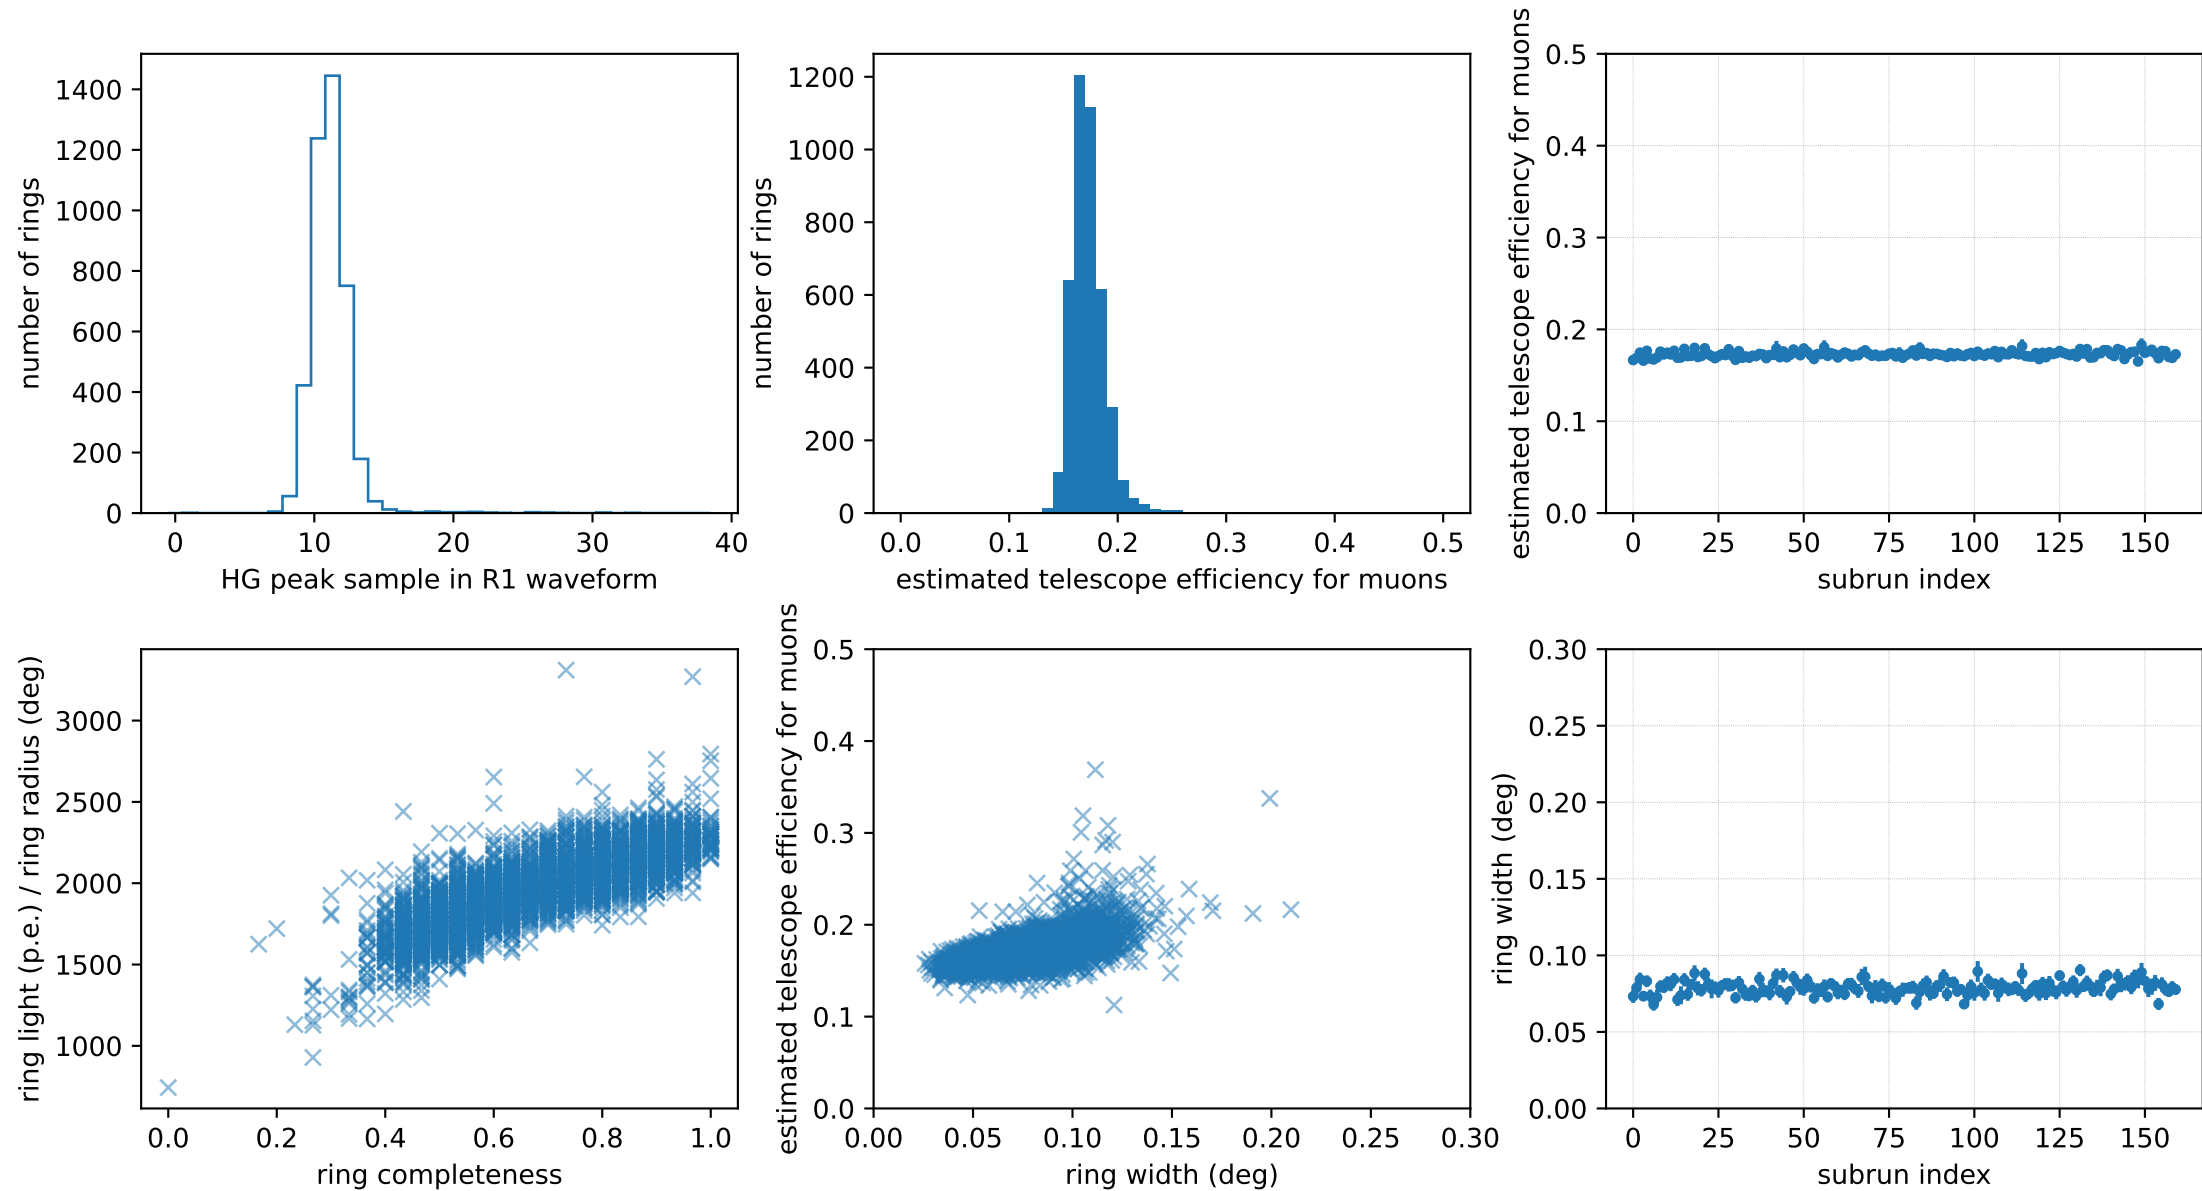 number of rings
1400
1200
1000
800
600
400
200
0
0 10 20 30 40
HG peak sample in R1 waveform
number of rings
1200
1000
800
600
400
200
0
0.0 0.1 0.2 0.3 0.4 0.5
estimated telescope efficiency for muons
estimated telescope efficiency for muons
0.5
0.4
0.3
0.2
0.1
0.0
0 25 50 75 100 125 150
subrun index
ring light (p.e.) / ring radius (deg)
3000
2500
2000
1500
1000
0.0 0.2 0.4 0.6 0.8 1.0
ring completeness
estimated telescope efficiency for muons
0.5
0.4
0.3
0.2
0.1
0.0
0.00 0.05 0.10 0.15 0.20 0.25 0.30
ring width (deg)
ring width (deg)
0.30
0.25
0.20
0.15
0.10
0.05
0.00
0 25 50 75 100 125 150
subrun index